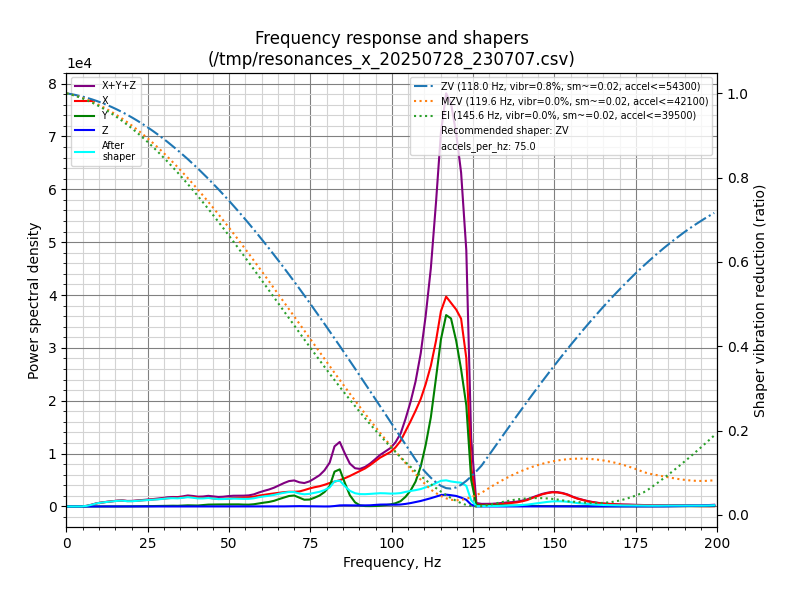 Frequency response and shapers
(/tmp/resonances_x_20250728_230707.csv)
1e4
X+Y+Z
X
Y
Z
After
shaper
ZV (118.0 Hz, vibr=0.8%, sm~=0.02, accel<=54300)
MZV (119.6 Hz, vibr=0.0%, sm~=0.02, accel<=42100)
EI (145.6 Hz, vibr=0.0%, sm~=0.02, accel<=39500)
Recommended shaper: ZV
accels_per_hz: 75.0
Power spectral density
8
7
6
5
4
3
2
1
0
1.0
0.8
0.6
0.4
0.2
0.0
Shaper vibration reduction (ratio)
0 25 50 75 100 125 150 175 200
Frequency, Hz